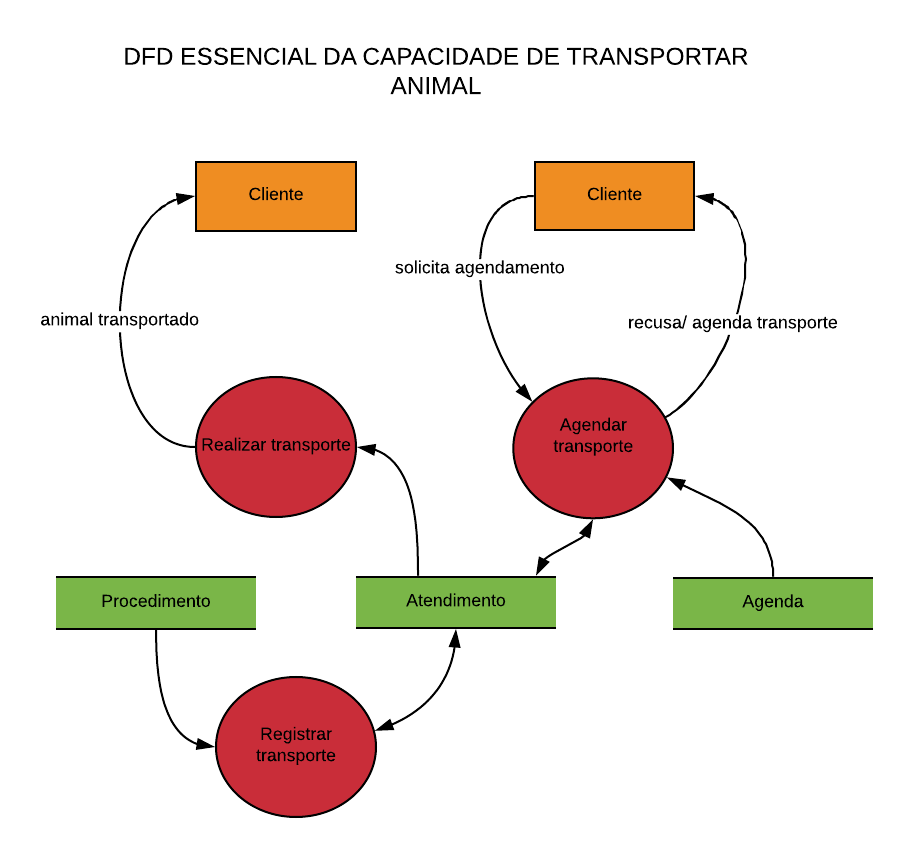 DFD ESSENCIAL DA CAPACIDADE DE TRANSPORTAR
ANIMAL
Cliente
Cliente
solicita agendamento
animal transportado
recusa/ agenda transporte
Realizar transporte
Agendar
transporte
Procedimento
Atendimento
Agenda
Registrar
transporte